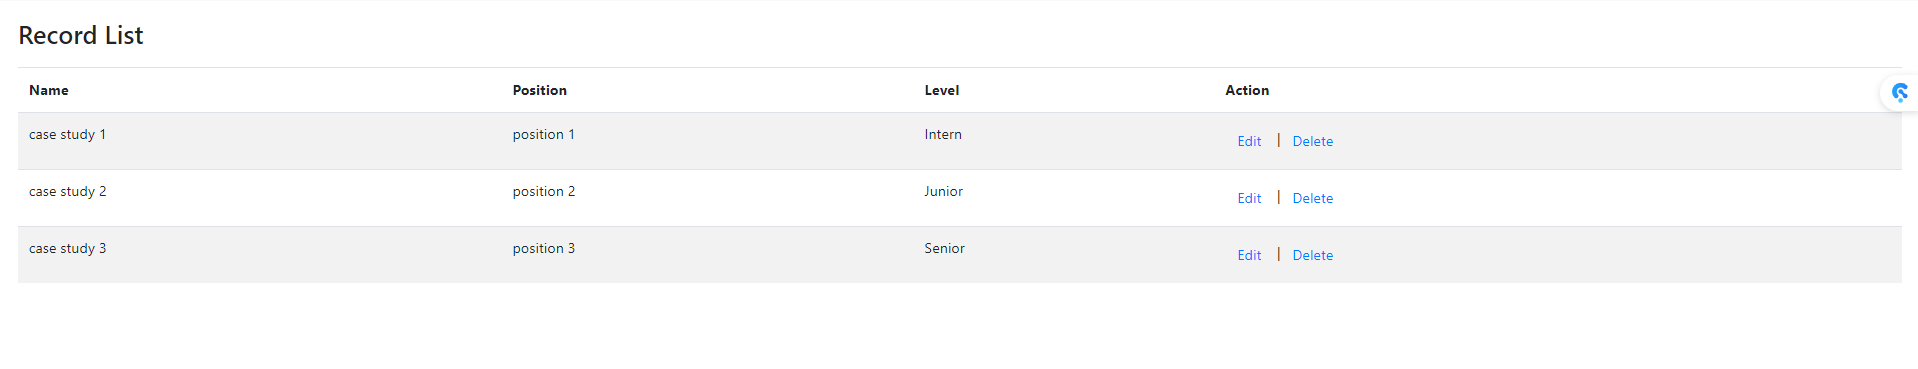 Record List
Name Position Level Action
case study 1 position 1 Intern Edit | Delete
case study 2 position 2 Junior Edit | Delete
case study 3 position 3 Senior Edit | Delete